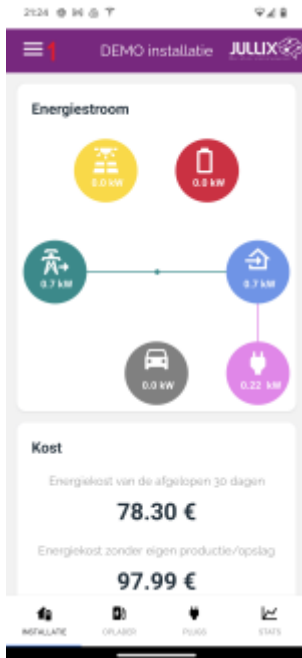 21:24
1
DEMO installatie
JULLIX
Energiestroom
0.0 kW
0.0 kW
0.7 kW
0.7 kW
0.0 kW
0.22 kW
Kost
Energiekost van de afgelopen 30 dagen
78.30 €
Energiekost zonder eigen productie/opslag
97.99 €
INSTALLATIE
OPLADER
PLUGS
STATS